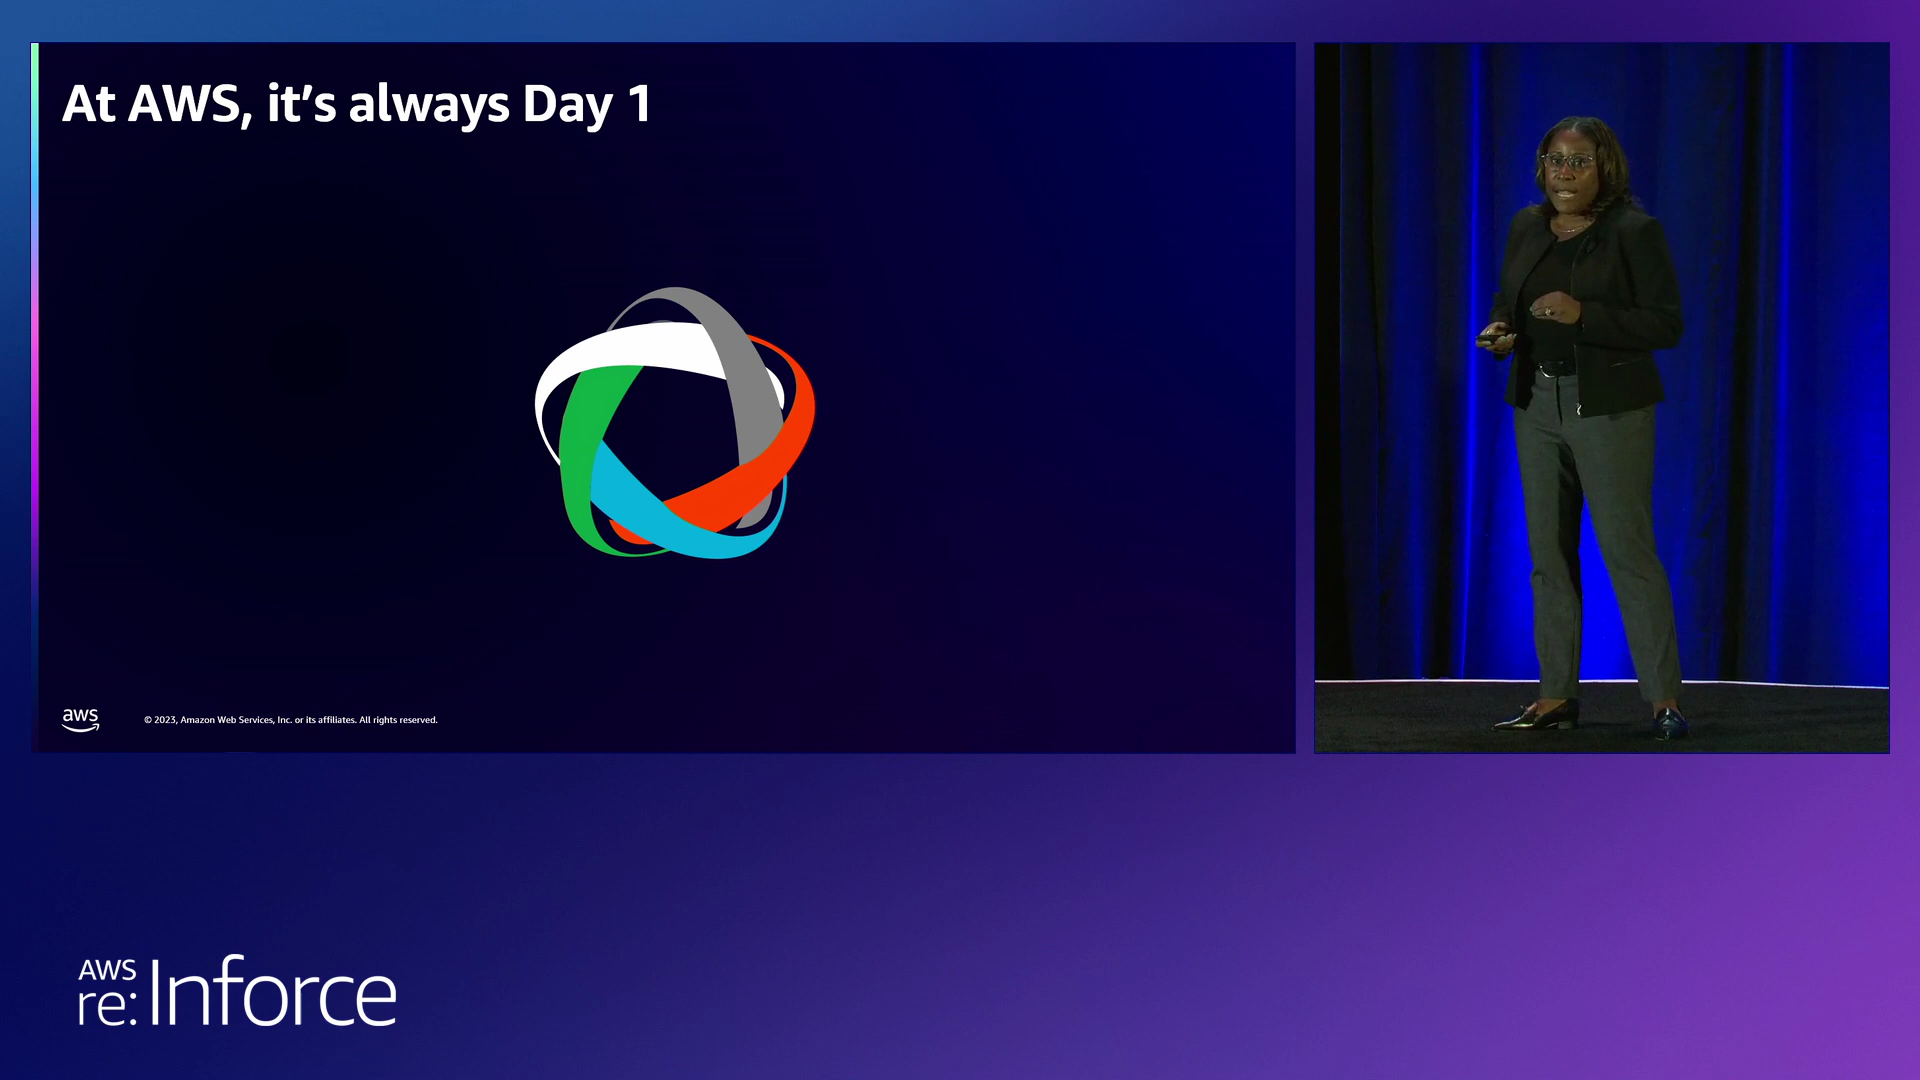 At AWS, it’s always Day 1
aws
© 2023, Amazon Web Services, Inc. or its affiliates. All rights reserved.
AWS
re:Inforce